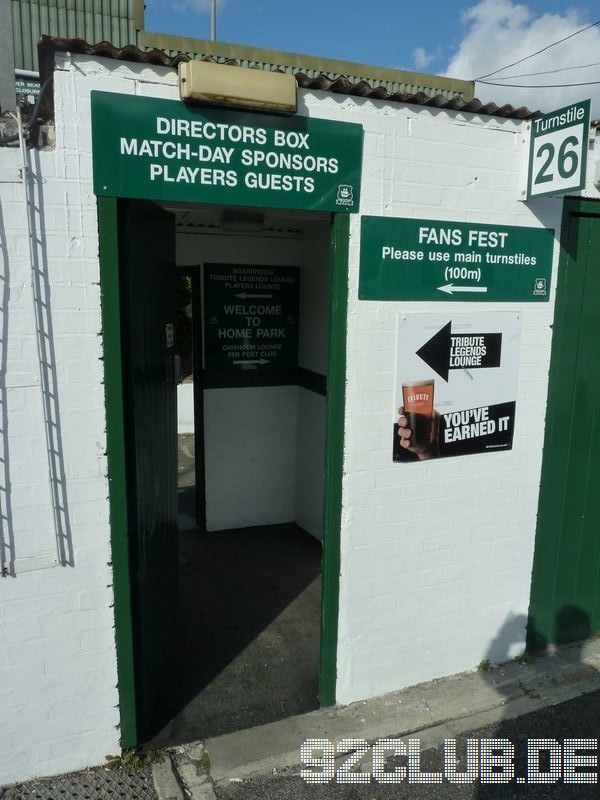 DIRECTORS BOX
MATCH-DAY SPONSORS
PLAYERS GUESTS
Turnstile
26
FANS FEST
Please use main turnstiles
(100m)
BOARDROOM
TRIBUTE LEGENDS LOUNGE
PLAYERS LOUNGE
WELCOME
TO
HOME PARK
CHISHOLM LOUNGE
FAR POST CLUB
TRIBUTE
LEGENDS
LOUNGE
TRIBUTE
YOU'VE
EARNED IT
92CLUB.DE